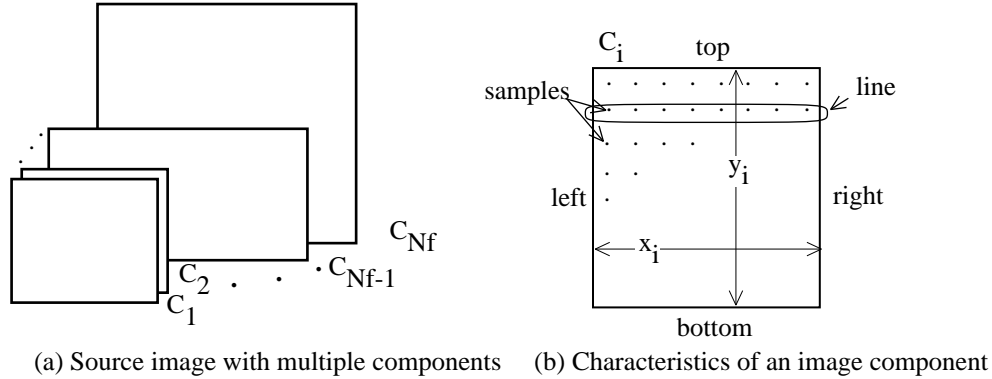 C_Nf
C_Nf-1
C_2
C_1
(a) Source image with multiple components
C_i
top
samples
line
y_i
left
right
x_i
bottom
(b) Characteristics of an image component